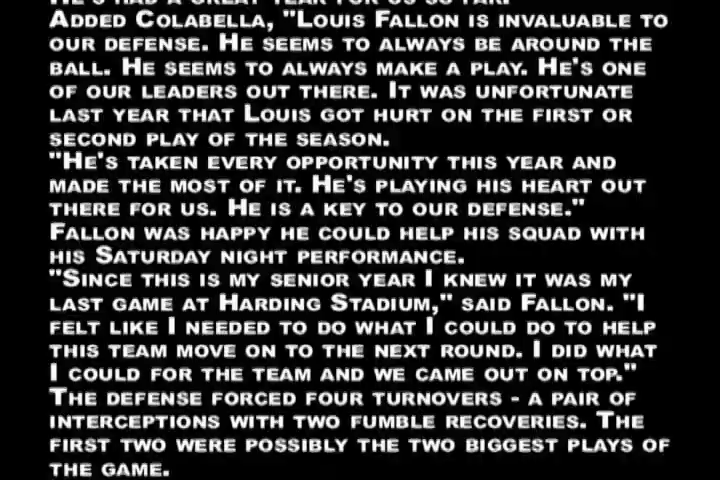 He's had a great year for us so far.
Added Colabella, "Louis Fallon is invaluable to
our defense. He seems to always be around the
ball. He seems to always make a play. He's one
of our leaders out there. It was unfortunate
last year that Louis got hurt on the first or
second play of the season.
"He's taken every opportunity this year and
made the most of it. He's playing his heart out
there for us. He is a key to our defense."
Fallon was happy he could help his squad with
his Saturday night performance.
"Since this is my senior year I knew it was my
last game at Harding Stadium," said Fallon. "I
felt like I needed to do what I could do to help
this team move on to the next round. I did what
I could for the team and we came out on top."
The defense forced four turnovers - a pair of
interceptions with two fumble recoveries. The
first two were possibly the two biggest plays of
the game.